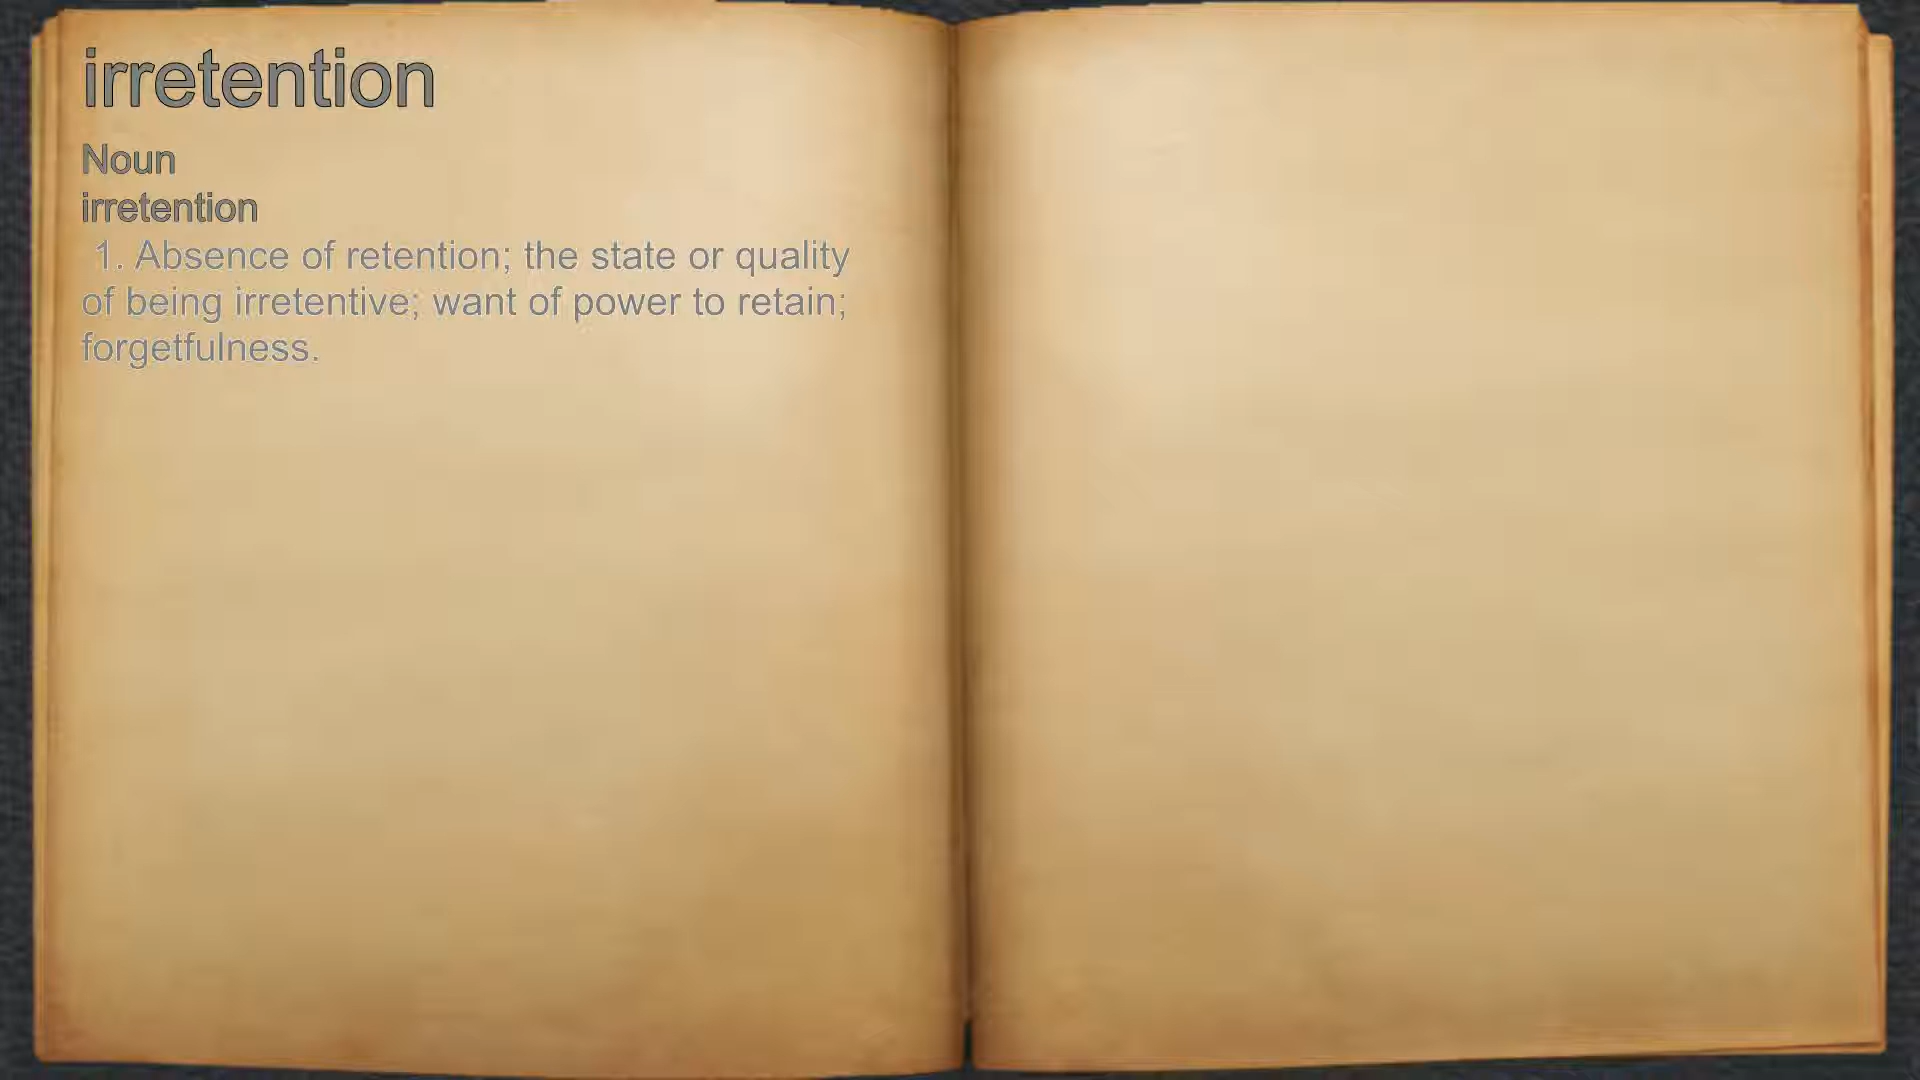 irretention
Noun
irretention
1. Absence of retention; the state or quality
of being irretentive; want of power to retain;
forgetfulness.